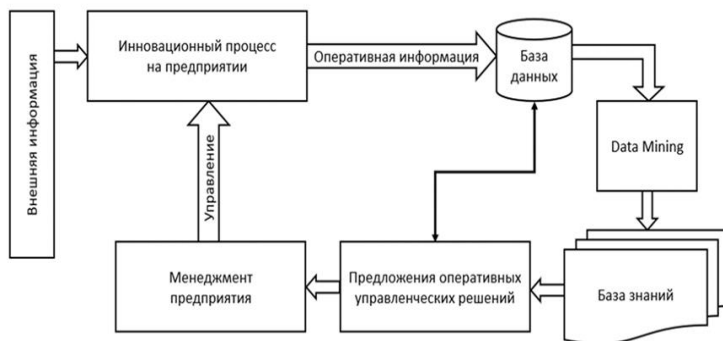 Внешняя информация
Инновационный процесс
на предприятии
Оперативная информация
База
данных
Data Mining
Управление
Менеджмент
предприятия
Предложения оперативных
управленческих решений
База знаний